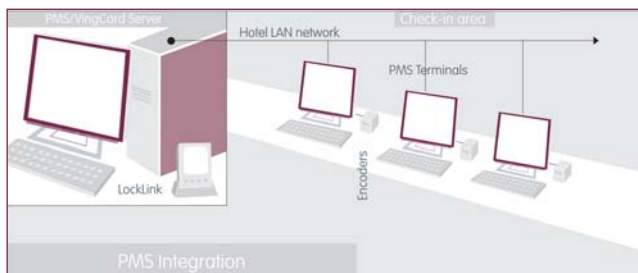 PMS/VingCard Server
Check-in area
Hotel LAN network
PMS Terminals
Encoders
LockLink
PMS Integration